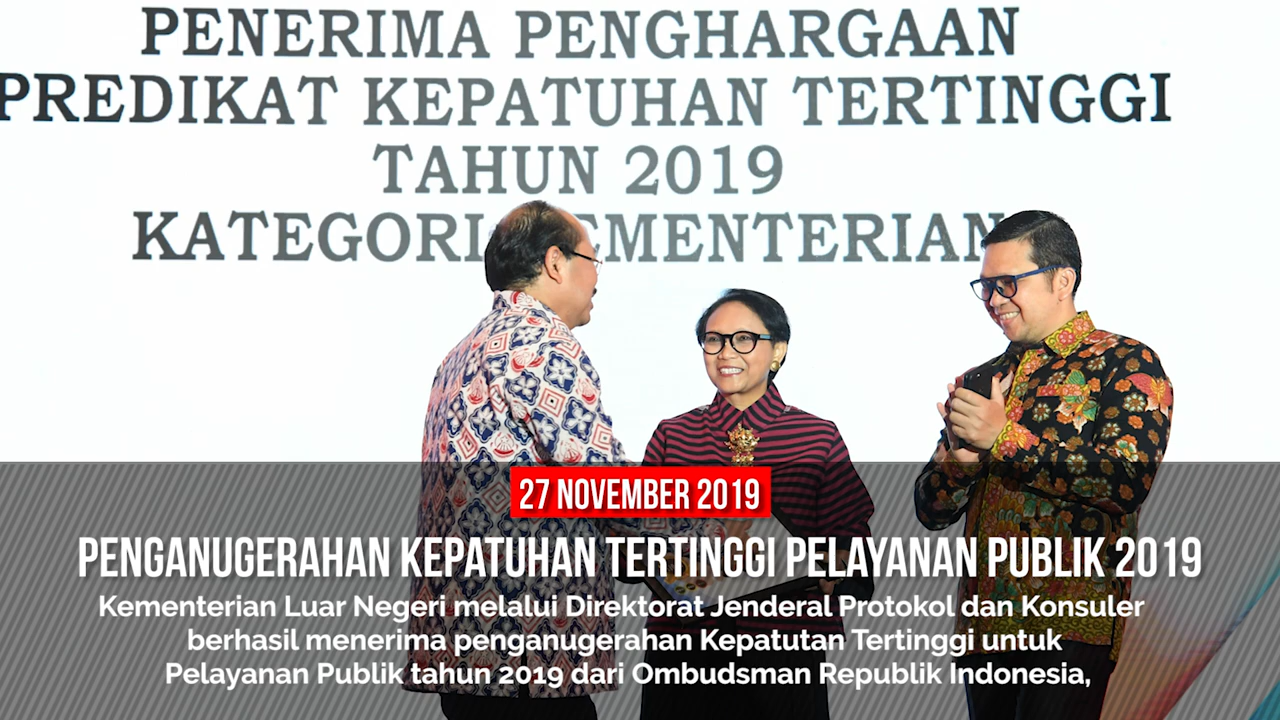 PENERIMA PENGHARGAAN
PREDIKAT KEPATUHAN TERTINGGI
TAHUN 2019
KATEGORI EMENTERIAN
27 NOVEMBER 2019
PENGANUGERAHAN KEPATUHAN TERTINGGI PELAYANAN PUBLIK 2019
Kementerian Luar Negeri melalui Direktorat Jenderal Protokol dan Konsuler
berhasil menerima penganugerahan Kepatutan Tertinggi untuk
Pelayanan Publik tahun 2019 dari Ombudsman Republik Indonesia,